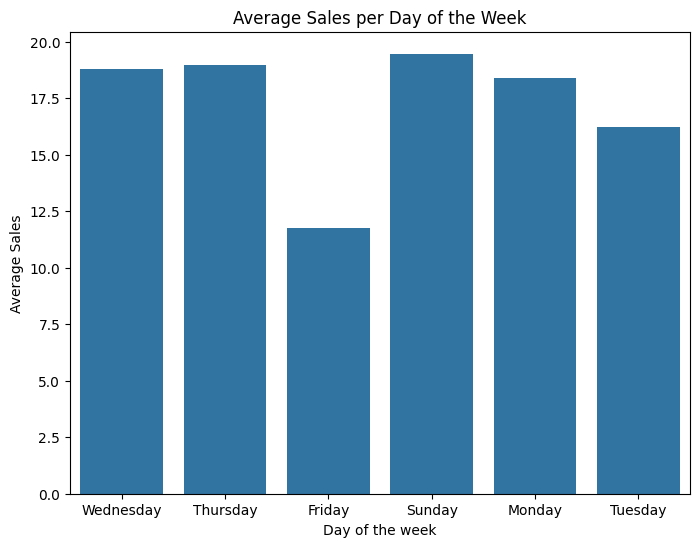 Average Sales per Day of the Week
Average Sales
20.0
17.5
15.0
12.5
10.0
7.5
5.0
2.5
0.0
Wednesday Thursday Friday Sunday Monday Tuesday
Day of the week